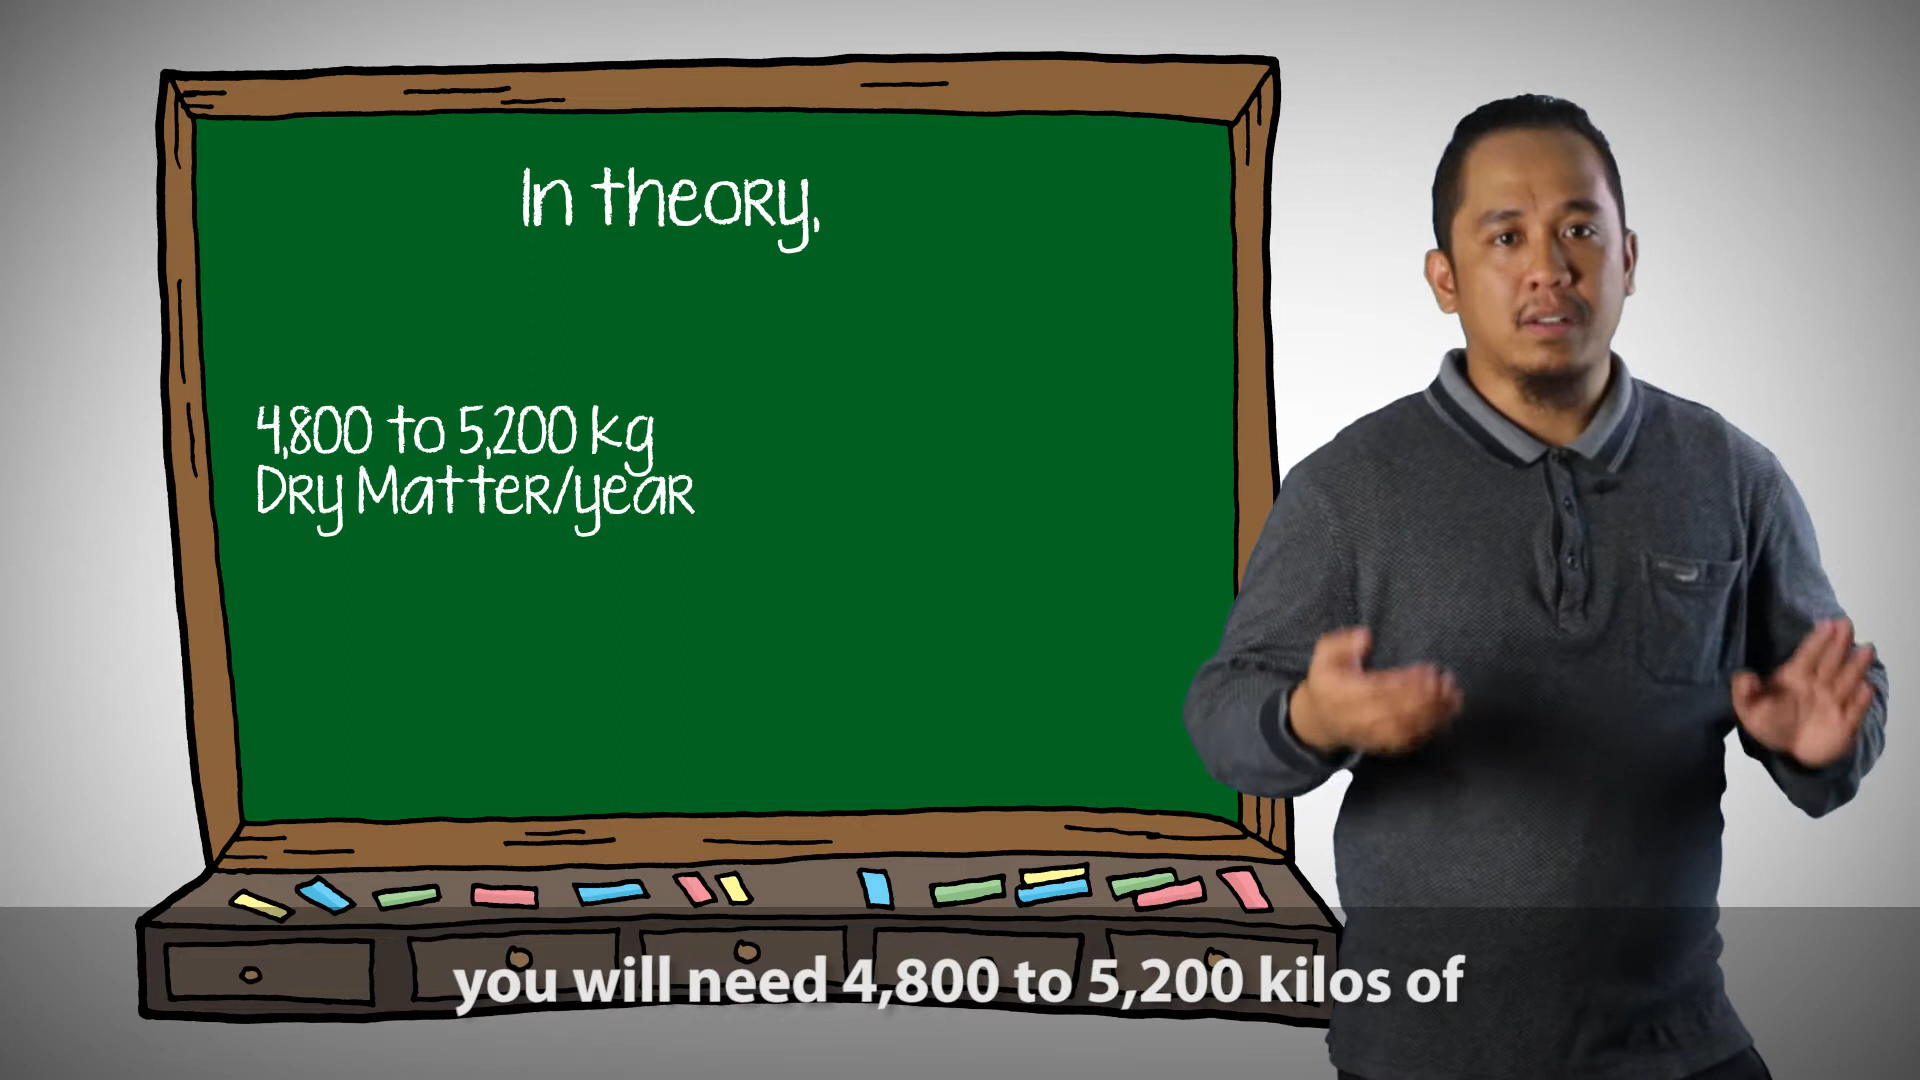 In theory,
4,800 to 5,200 kg
Dry Matter/year
you will need 4,800 to 5,200 kilos of